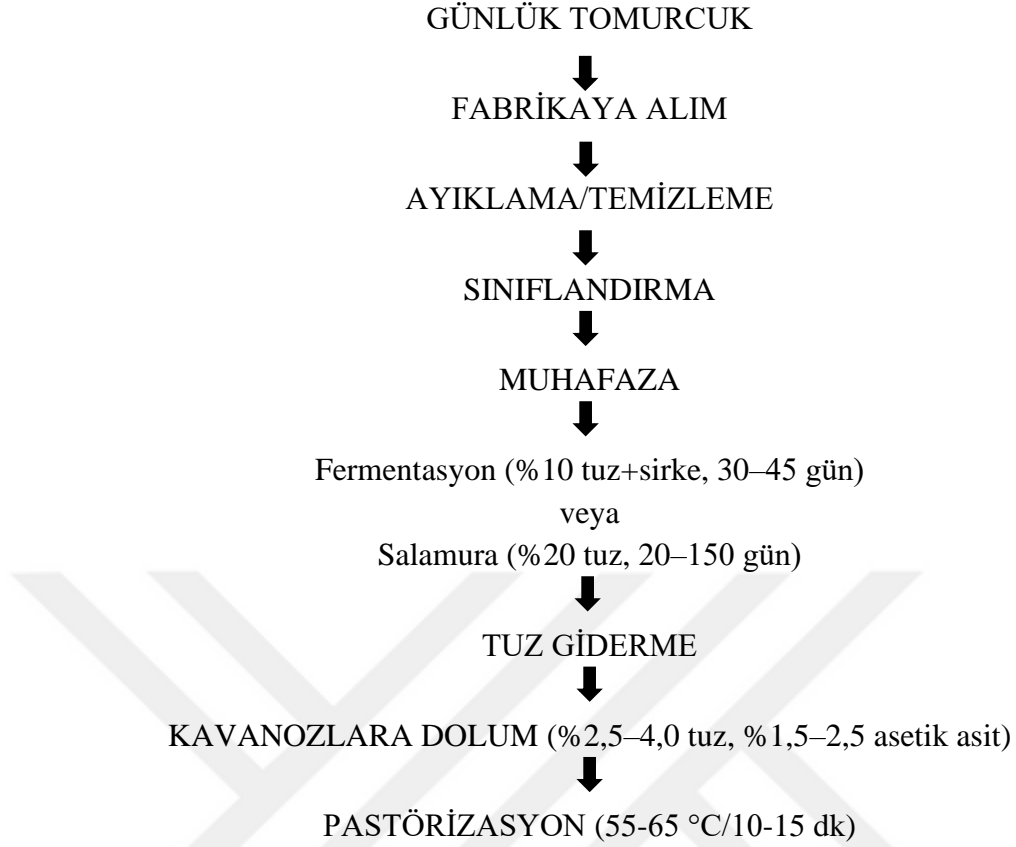 GÜNLÜK TOMURCUK
FABRİKAYA ALIM
AYIKLAMA/TEMİZLEME
SINIFLANDIRMA
MUHAFAZA
Fermentasyon (%10 tuz+sirke, 30–45 gün)
veya
Salamura (%20 tuz, 20–150 gün)
TUZ GİDERME
KAVANOZLARA DOLUM (%2,5–4,0 tuz, %1,5–2,5 asetik asit)
PASTÖRİZASYON (55-65 °C/10-15 dk)